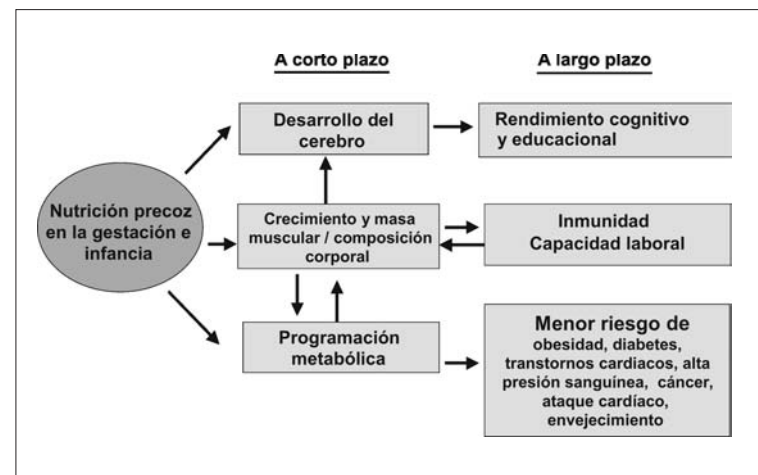 A corto plazo
A largo plazo
Desarrollo del
cerebro
Rendimiento cognitivo
y educacional
Nutrición precoz
en la gestación e
infancia
Crecimiento y masa
muscular / composición
corporal
Inmunidad
Capacidad laboral
Programación
metabólica
Menor riesgo de
obesidad, diabetes,
transtornos cardiacos, alta
presión sanguínea, cáncer,
ataque cardíaco,
envejecimiento